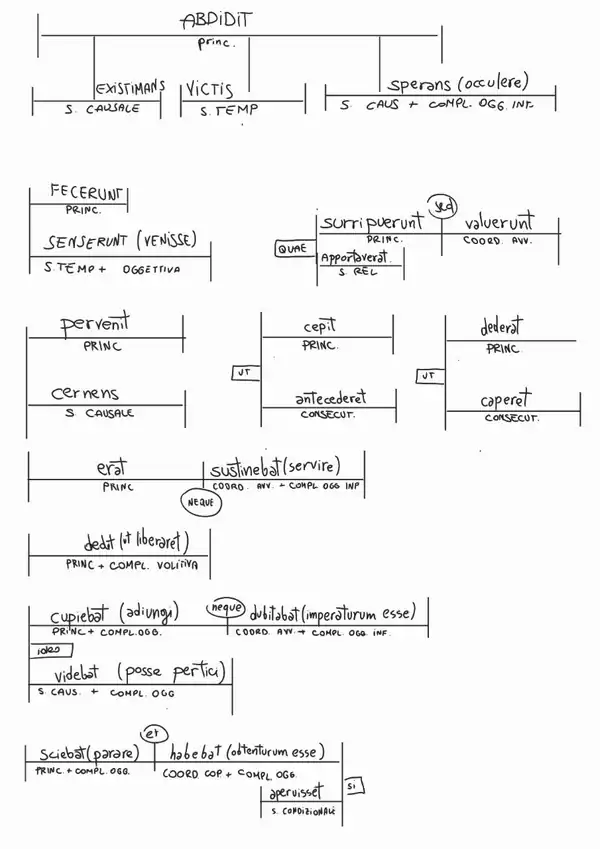 ABDIDIT
princ.
EXISTIMANS VICTIS sperans (occulere)
S. CAUSALE S. TEMP S. CAUS + COMPL. OGG. INF.
FECERUNT
PRINC.
sed
surripuerunt valuerunt
PRINC. COORD. AVV.
QUAE
SENSERUNT (VENISSE)
S. TEMP + OGGETTIVA
Apportaverat.
S. REL
pervenit cepit dederat
PRINC PRINC. PRINC.
UT UT
cernens antecederet caperet
S. CAUSALE CONSECUT. CONSECUT.
erat sustinebat (servire)
PRINC COORD. AVV. + COMPL. OGG INF
NEQUE
dedit (ut liberaret)
PRINC + COMPL. VOLITIVA
cupiebat (adiungi) neque dubitabat (imperaturum esse)
PRINC + COMPL. OGG. COORD. AVV. + COMPL. OGG INF.
ideo
videbat (posse pertici)
S. CAUS. + COMPL. OGG
et
sciebat (parare) habebat (obtenturum esse)
PRINC. + COMPL. OGG. COORD COP + COMPL. OGG.
aperuisset SI
S. CONDIZIONALE